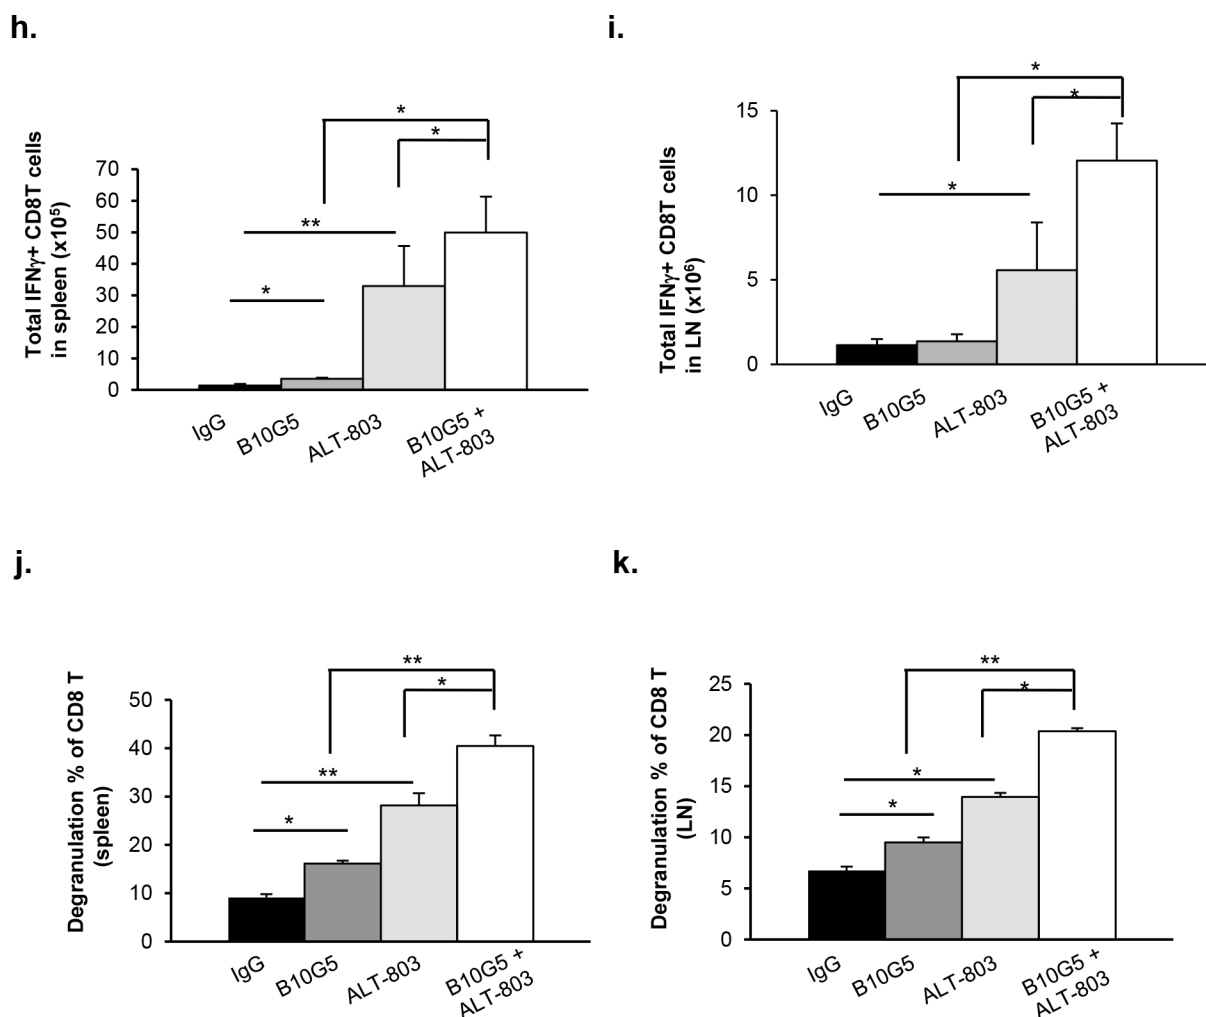 h.
Total IFNγ+ CD8T cells
in spleen (x10⁵)
70
60
50
40
30
20
10
0
*
*
**
*
IgG
B10G5
ALT-803
B10G5 +
ALT-803
i.
Total IFNγ+ CD8T cells
in LN (x10⁶)
15
10
5
0
*
*
*
IgG
B10G5
ALT-803
B10G5 +
ALT-803
j.
Degranulation % of CD8 T
(spleen)
50
40
30
20
10
0
**
*
**
*
IgG
B10G5
ALT-803
B10G5 +
ALT-803
k.
Degranulation % of CD8 T
(LN)
25
20
15
10
5
0
**
*
*
*
IgG
B10G5
ALT-803
B10G5 +
ALT-803